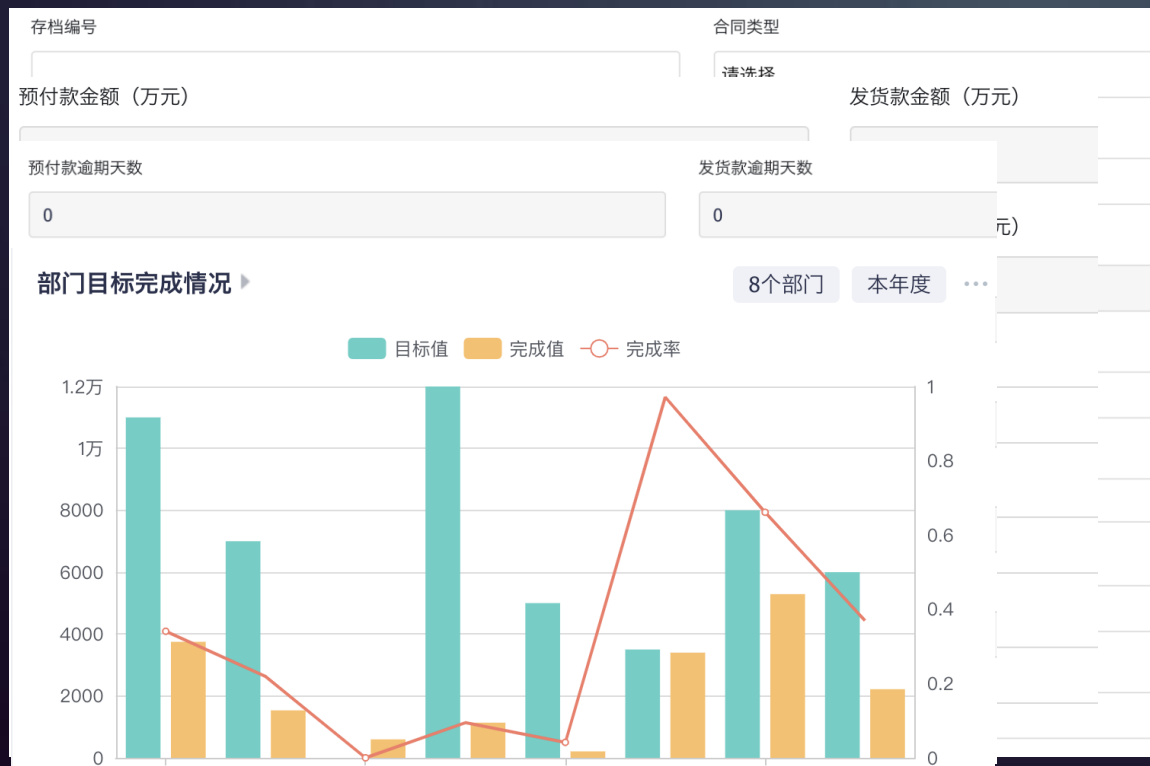 存档编号 合同类型
请选择
预付款金额（万元） 发货款金额（万元）
预付款逾期天数 发货款逾期天数
0 0
元）
部门目标完成情况 8个部门 本年度
目标值 完成值 完成率
1.2万 1
1万
0.8
8000
0.6
6000
4000 0.4
2000 0.2
0 0